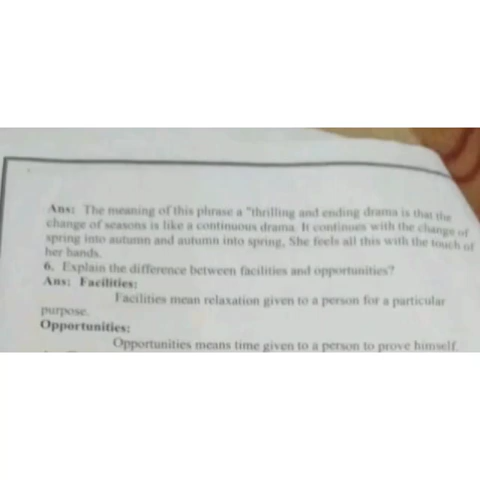 Ans: The meaning of this phrase a "thrilling and ending drama is that the
change of seasons is like a continuous drama. It continues with the change of
spring into autumn and autumn into spring. She feels all this with the touch of
her hands.
6. Explain the difference between facilities and opportunities?
Ans: Facilities:
Facilities mean relaxation given to a person for a particular
purpose.
Opportunities:
Opportunities means time given to a person to prove himself.